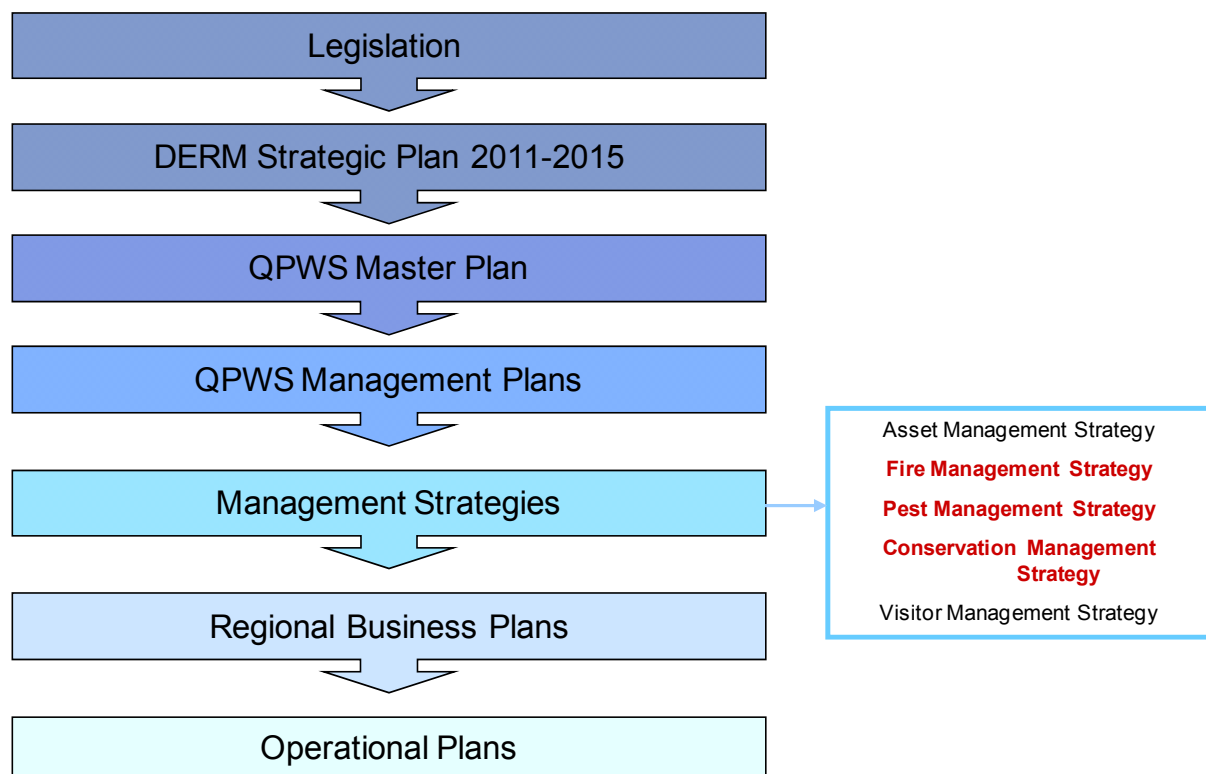 Legislation
DERM Strategic Plan 2011-2015
QPWS Master Plan
QPWS Management Plans
Management Strategies
Asset Management Strategy
Fire Management Strategy
Pest Management Strategy
Conservation Management
Strategy
Visitor Management Strategy
Regional Business Plans
Operational Plans